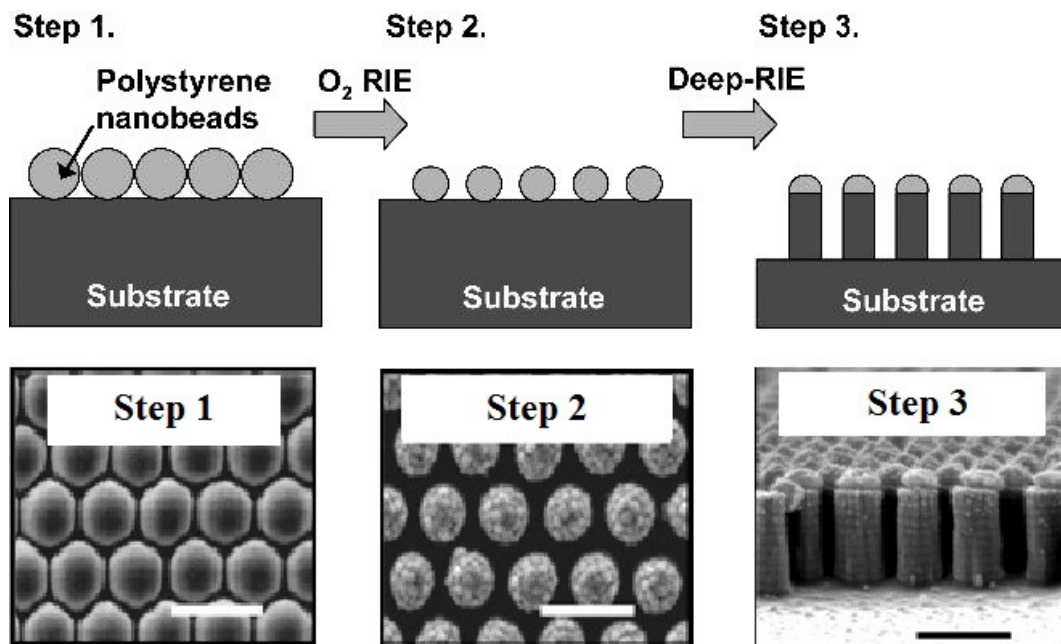 Step 1.
Step 2.
Step 3.
Polystyrene
nanobeads
O₂ RIE
Deep-RIE
Substrate
Substrate
Substrate
Step 1
Step 2
Step 3